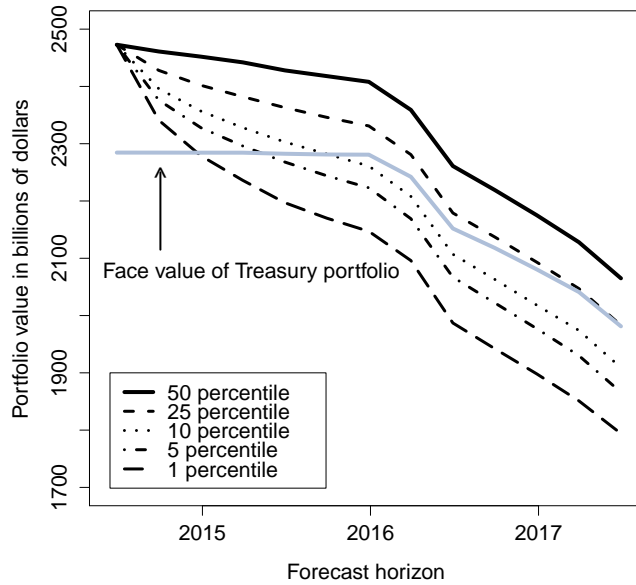 Portfolio value in billions of dollars
2500
2300
2100
1900
1700
Face value of Treasury portfolio
50 percentile
25 percentile
10 percentile
5 percentile
1 percentile
2015 2016 2017
Forecast horizon